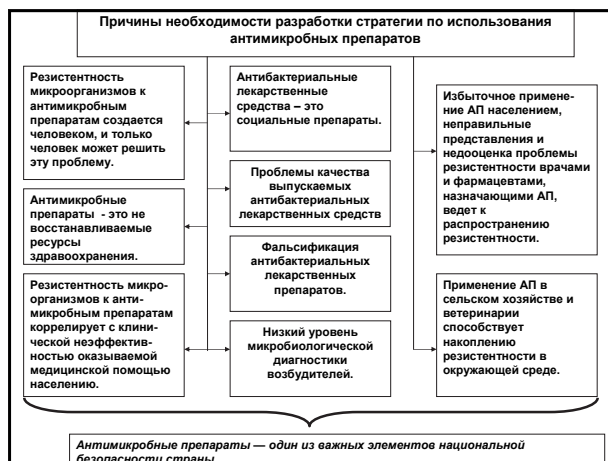 Причины необходимости разработки стратегии по использования
антимикробных препаратов
Резистентность
микроорганизмов к
антимикробным
препаратам создается
человеком, и только
человек может решить
эту проблему.
Антимикробные
препараты - это не
восстанавливаемые
ресурсы
здравоохранения.
Резистентность микро-
организмов к анти-
микробным препаратам
коррелирует с клини-
ческой неэффектив-
ностью оказываемой
медицинской помощью
населению.
Антибактериальные
лекарственные
средства – это
социальные препараты.
Проблемы качества
выпускаемых
антибактериальных
лекарственных средств
Фальсификация
антибактериальных
лекарственных
препаратов.
Низкий уровень
микробиологической
диагностики
возбудителей.
Избыточное примене-
ние АП населением,
неправильные
представления и
недооценка проблемы
резистентности врачами
и фармацевтами,
назначающими АП,
ведет к
распространению
резистентности.
Применение АП в
сельском хозяйстве и
ветеринарии
способствует
накоплению
резистентности в
окружающей среде.
Антимикробные препараты — один из важных элементов национальной
безопасности страны